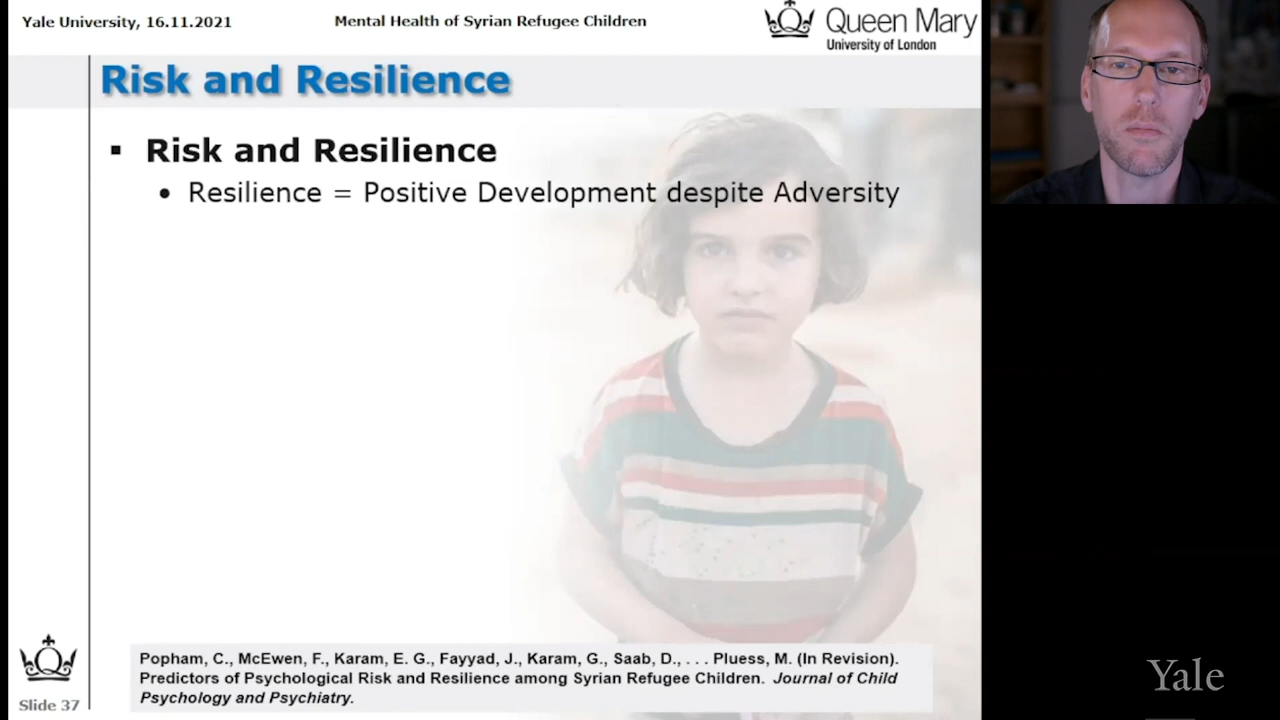 Yale University, 16.11.2021
Mental Health of Syrian Refugee Children
Queen Mary
University of London
Risk and Resilience
▪ Risk and Resilience
• Resilience = Positive Development despite Adversity
Popham, C., McEwen, F., Karam, E. G., Fayyad, J., Karam, G., Saab, D., . . . Pluess, M. (In Revision).
Predictors of Psychological Risk and Resilience among Syrian Refugee Children. Journal of Child
Psychology and Psychiatry.
Slide 37
Yale